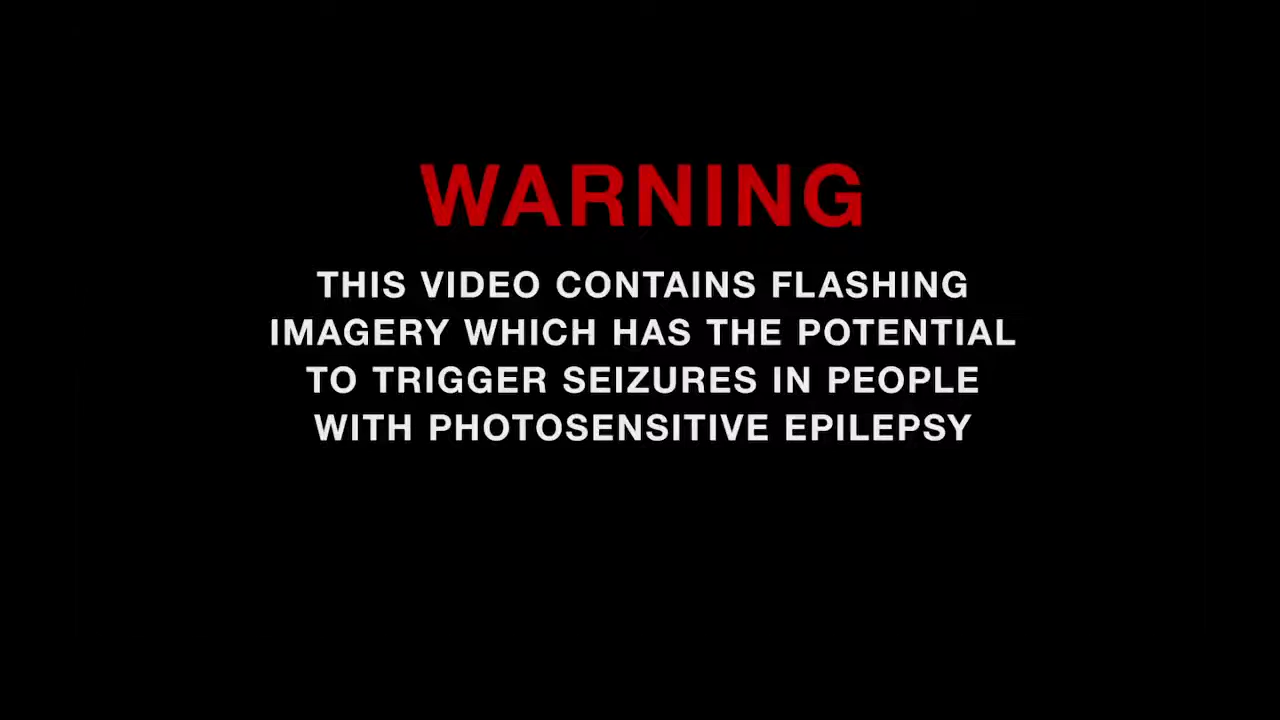 WARNING
THIS VIDEO CONTAINS FLASHING
IMAGERY WHICH HAS THE POTENTIAL
TO TRIGGER SEIZURES IN PEOPLE
WITH PHOTOSENSITIVE EPILEPSY